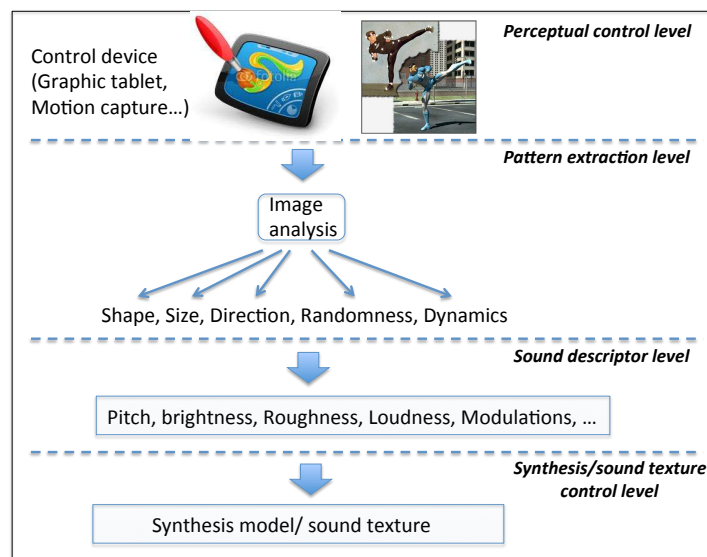 Perceptual control level
Control device
(Graphic tablet,
Motion capture…)
fotolia
Pattern extraction level
Image
analysis
Shape, Size, Direction, Randomness, Dynamics
Sound descriptor level
Pitch, brightness, Roughness, Loudness, Modulations, …
Synthesis/sound texture
control level
Synthesis model/ sound texture